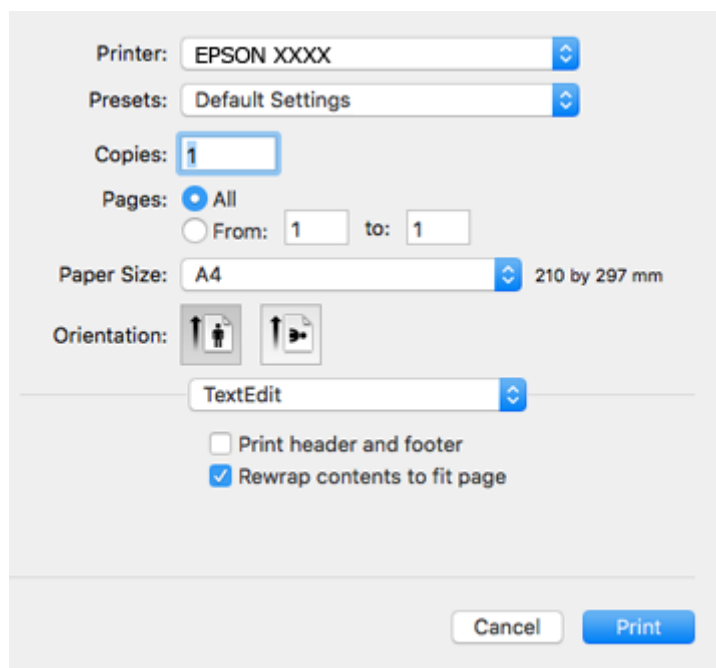 Printer: EPSON XXXX
Presets: Default Settings
Copies: 1
Pages: All
From: 1 to: 1
Paper Size: A4 210 by 297 mm
Orientation:
TextEdit
Print header and footer
Rewrap contents to fit page
Cancel Print